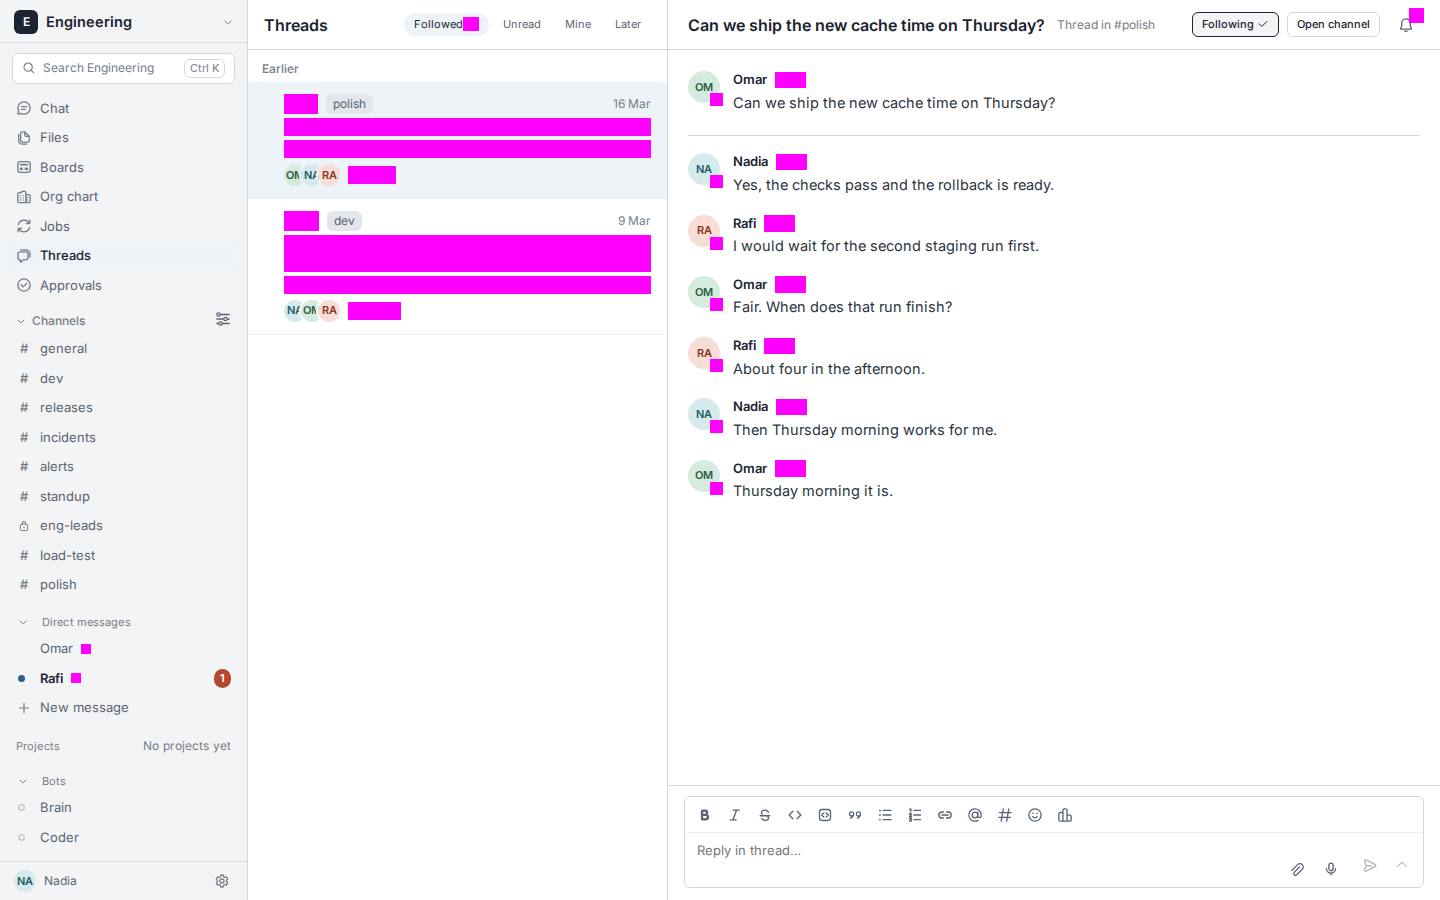 E Engineering
Search Engineering Ctrl K
Chat
Files
Boards
Org chart
Jobs
Threads
Approvals
Channels
# general
# dev
# releases
# incidents
# alerts
# standup
eng-leads
# load-test
# polish
Direct messages
Omar
Rafi 1
New message
Projects No projects yet
Bots
Brain
Coder
NA Nadia
Threads Followed Unread Mine Later
Earlier
polish 16 Mar
OM NA RA
dev 9 Mar
NA OM RA
Can we ship the new cache time on Thursday? Thread in #polish Following Open channel
OM Omar
Can we ship the new cache time on Thursday?
NA Nadia
Yes, the checks pass and the rollback is ready.
RA Rafi
I would wait for the second staging run first.
OM Omar
Fair. When does that run finish?
RA Rafi
About four in the afternoon.
NA Nadia
Then Thursday morning works for me.
OM Omar
Thursday morning it is.
Reply in thread...